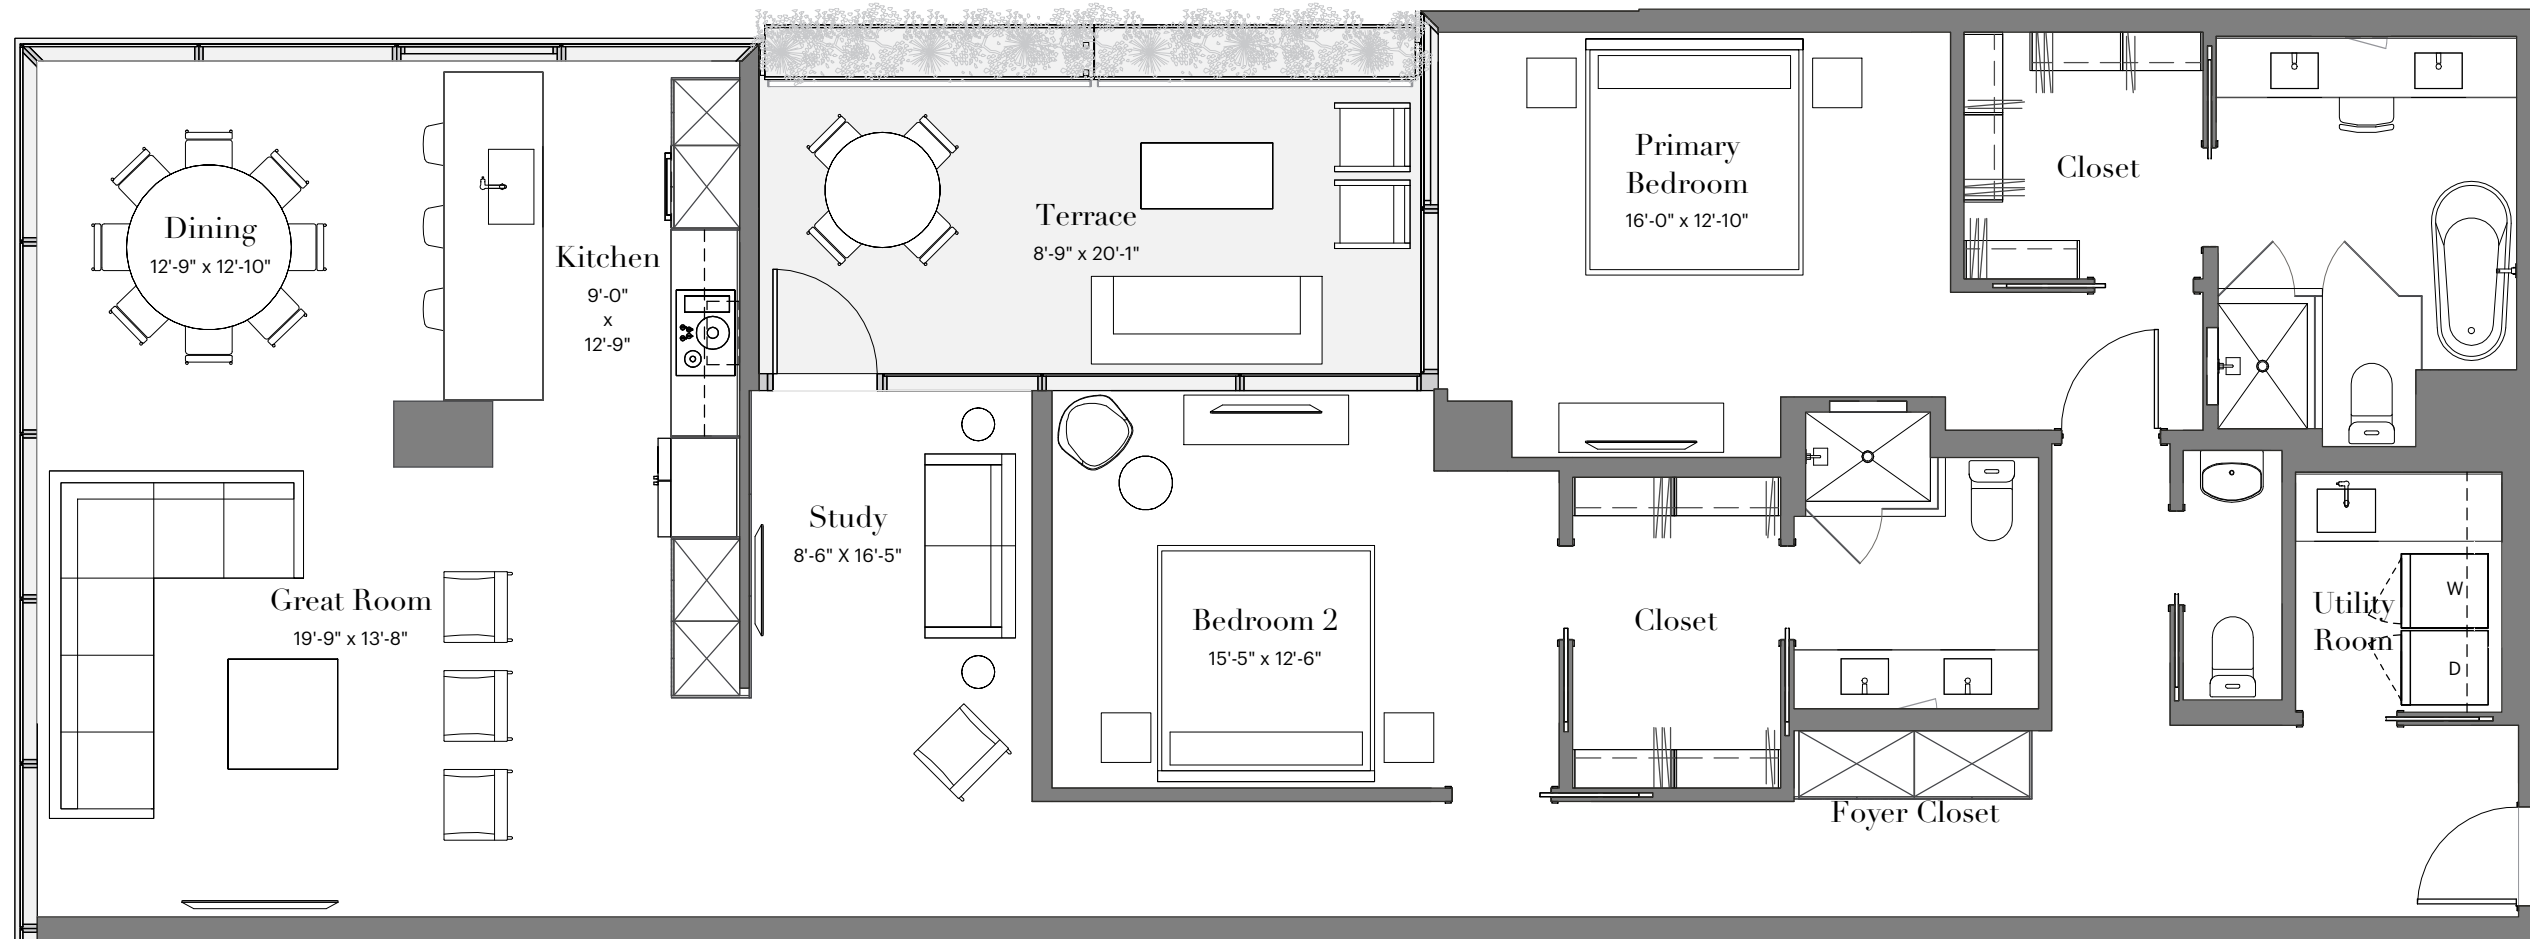 Dining
12'-9" x 12'-10"
Kitchen
9'-0"
x
12'-9"
Terrace
8'-9" x 20'-1"
Primary
Bedroom
16'-0" x 12'-10"
Closet
Great Room
19'-9" x 13'-8"
Study
8'-6" X 16'-5"
Bedroom 2
15'-5" x 12'-6"
Closet
Utility
Room
W
D
Foyer Closet